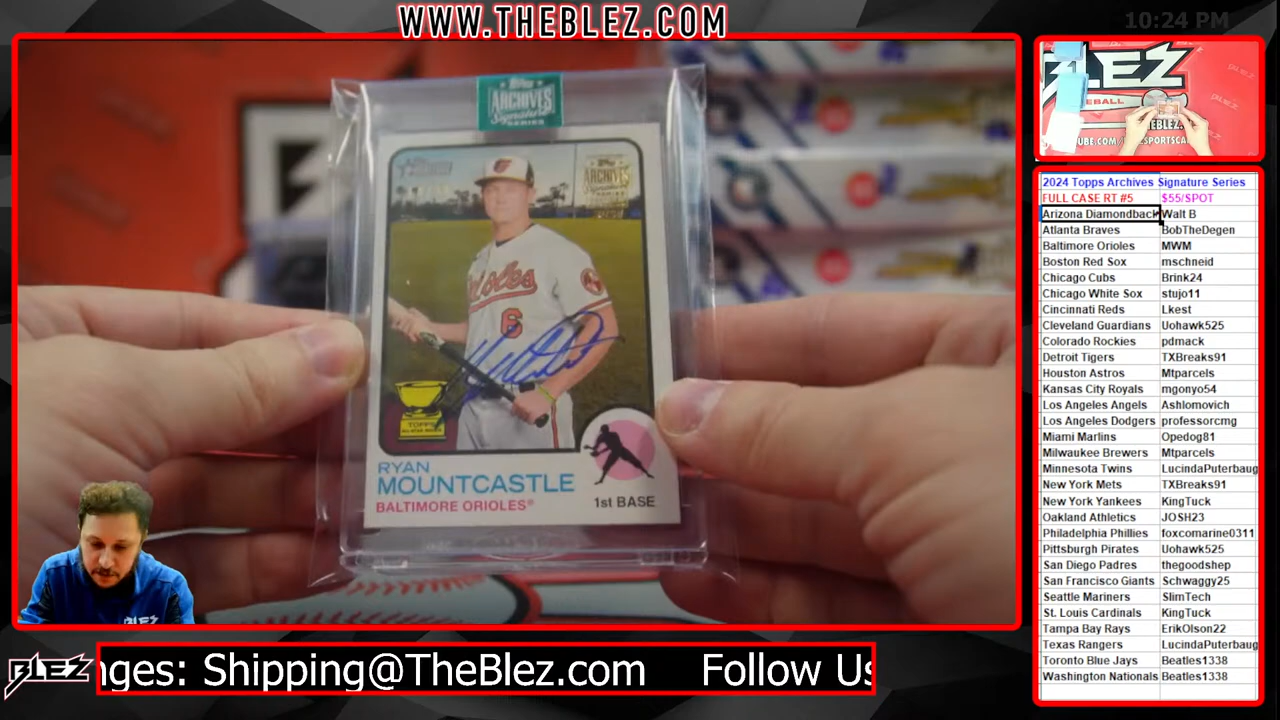 WWW.THEBLEZ.COM
10:24 PM
Topps
ARCHIVES
Signature
SERIES
Topps
ARCHIVES
Signature
SERIES
Orioles
6
TOPPS
RYAN
MOUNTCASTLE
BALTIMORE ORIOLES®
1st BASE
BLEZ
2024 Topps Archives Signature Series
FULL CASE RT #5 $55/SPOT
Arizona Diamondback Walt B
Atlanta Braves BobTheDegen
Baltimore Orioles MWM
Boston Red Sox mschneid
Chicago Cubs Brink24
Chicago White Sox stujo11
Cincinnati Reds Lkest
Cleveland Guardians Uohawk525
Colorado Rockies pdmack
Detroit Tigers TXBreaks91
Houston Astros Mtparcels
Kansas City Royals mgonyo54
Los Angeles Angels Ashlomovich
Los Angeles Dodgers professorcmg
Miami Marlins Opedog81
Milwaukee Brewers Mtparcels
Minnesota Twins LucindaPuterbaug
New York Mets TXBreaks91
New York Yankees KingTuck
Oakland Athletics JOSH23
Philadelphia Phillies foxcomarine0311
Pittsburgh Pirates Uohawk525
San Diego Padres thegoodshep
San Francisco Giants Schwaggy25
Seattle Mariners SlimTech
St. Louis Cardinals KingTuck
Tampa Bay Rays ErikOlson22
Texas Rangers LucindaPuterbaug
Toronto Blue Jays Beatles1338
Washington Nationals Beatles1338
BLEZ
nges: Shipping@TheBlez.com Follow Us